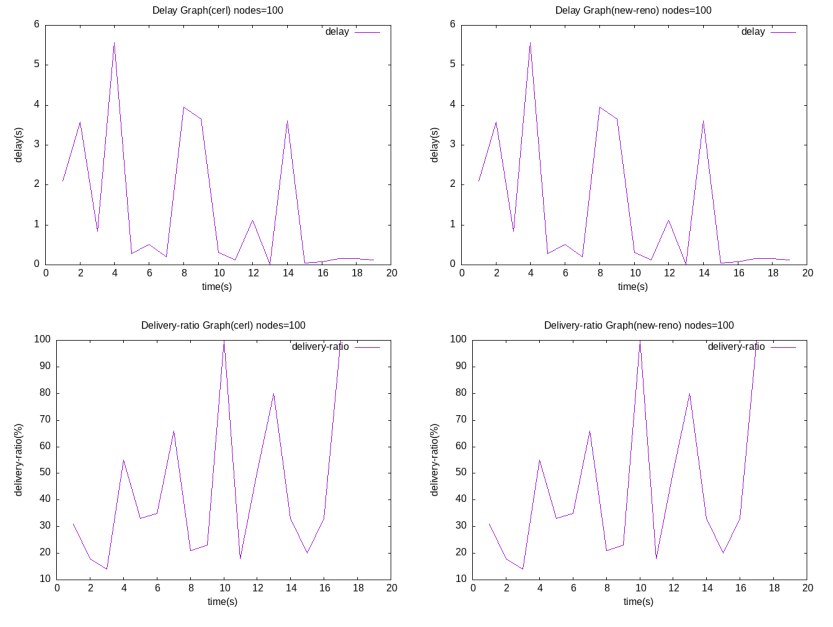 Delay Graph(cerl) nodes=100
6
5
4
3
2
1
0
delay(s)
delay
0 2 4 6 8 10 12 14 16 18 20
time(s)
Delay Graph(new-reno) nodes=100
6
5
4
3
2
1
0
delay(s)
delay
0 2 4 6 8 10 12 14 16 18 20
time(s)
Delivery-ratio Graph(cerl) nodes=100
100
90
80
70
60
50
40
30
20
10
delivery-ratio(%)
delivery-ratio
0 2 4 6 8 10 12 14 16 18 20
time(s)
Delivery-ratio Graph(new-reno) nodes=100
100
90
80
70
60
50
40
30
20
10
delivery-ratio(%)
delivery-ratio
0 2 4 6 8 10 12 14 16 18 20
time(s)